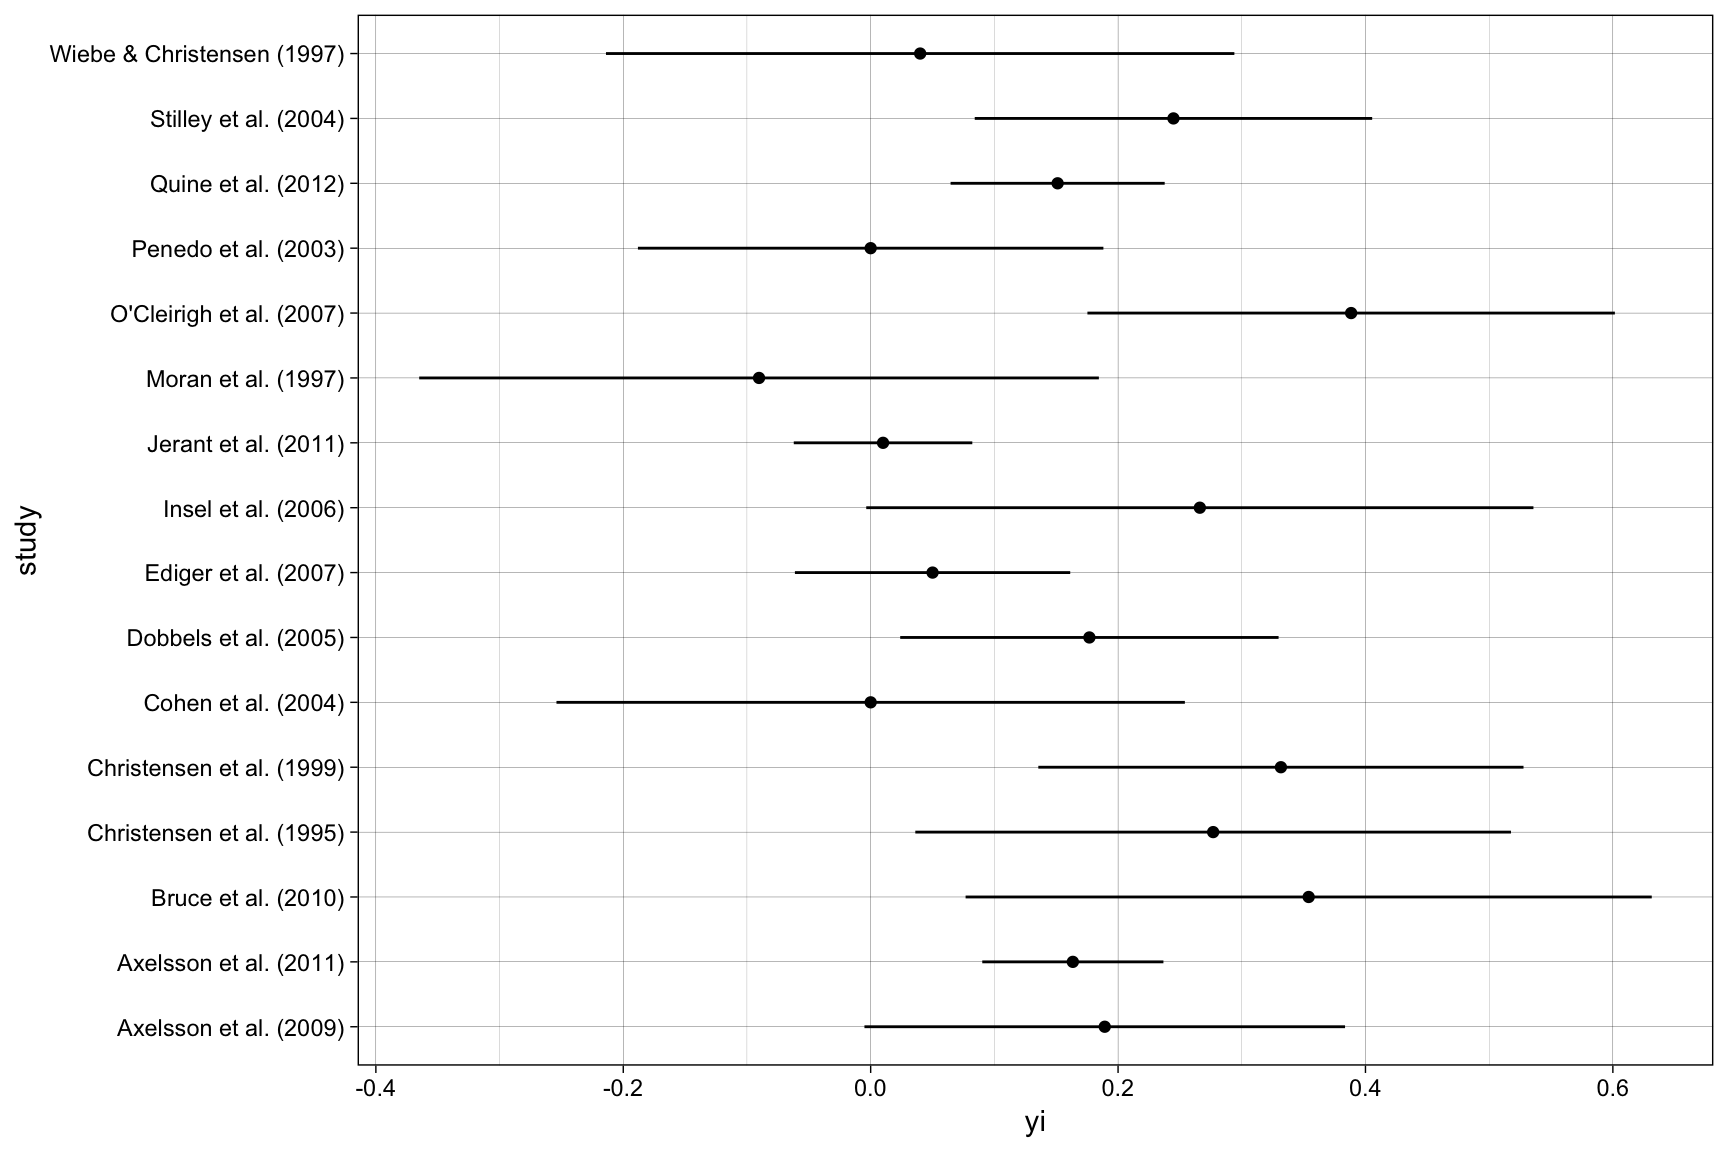 Wiebe & Christensen (1997)
Stilley et al. (2004)
Quine et al. (2012)
Penedo et al. (2003)
O'Cleirigh et al. (2007)
Moran et al. (1997)
Jerant et al. (2011)
Insel et al. (2006)
Ediger et al. (2007)
Dobbels et al. (2005)
Cohen et al. (2004)
Christensen et al. (1999)
Christensen et al. (1995)
Bruce et al. (2010)
Axelsson et al. (2011)
Axelsson et al. (2009)
study
-0.4 -0.2 0.0 0.2 0.4 0.6
yi